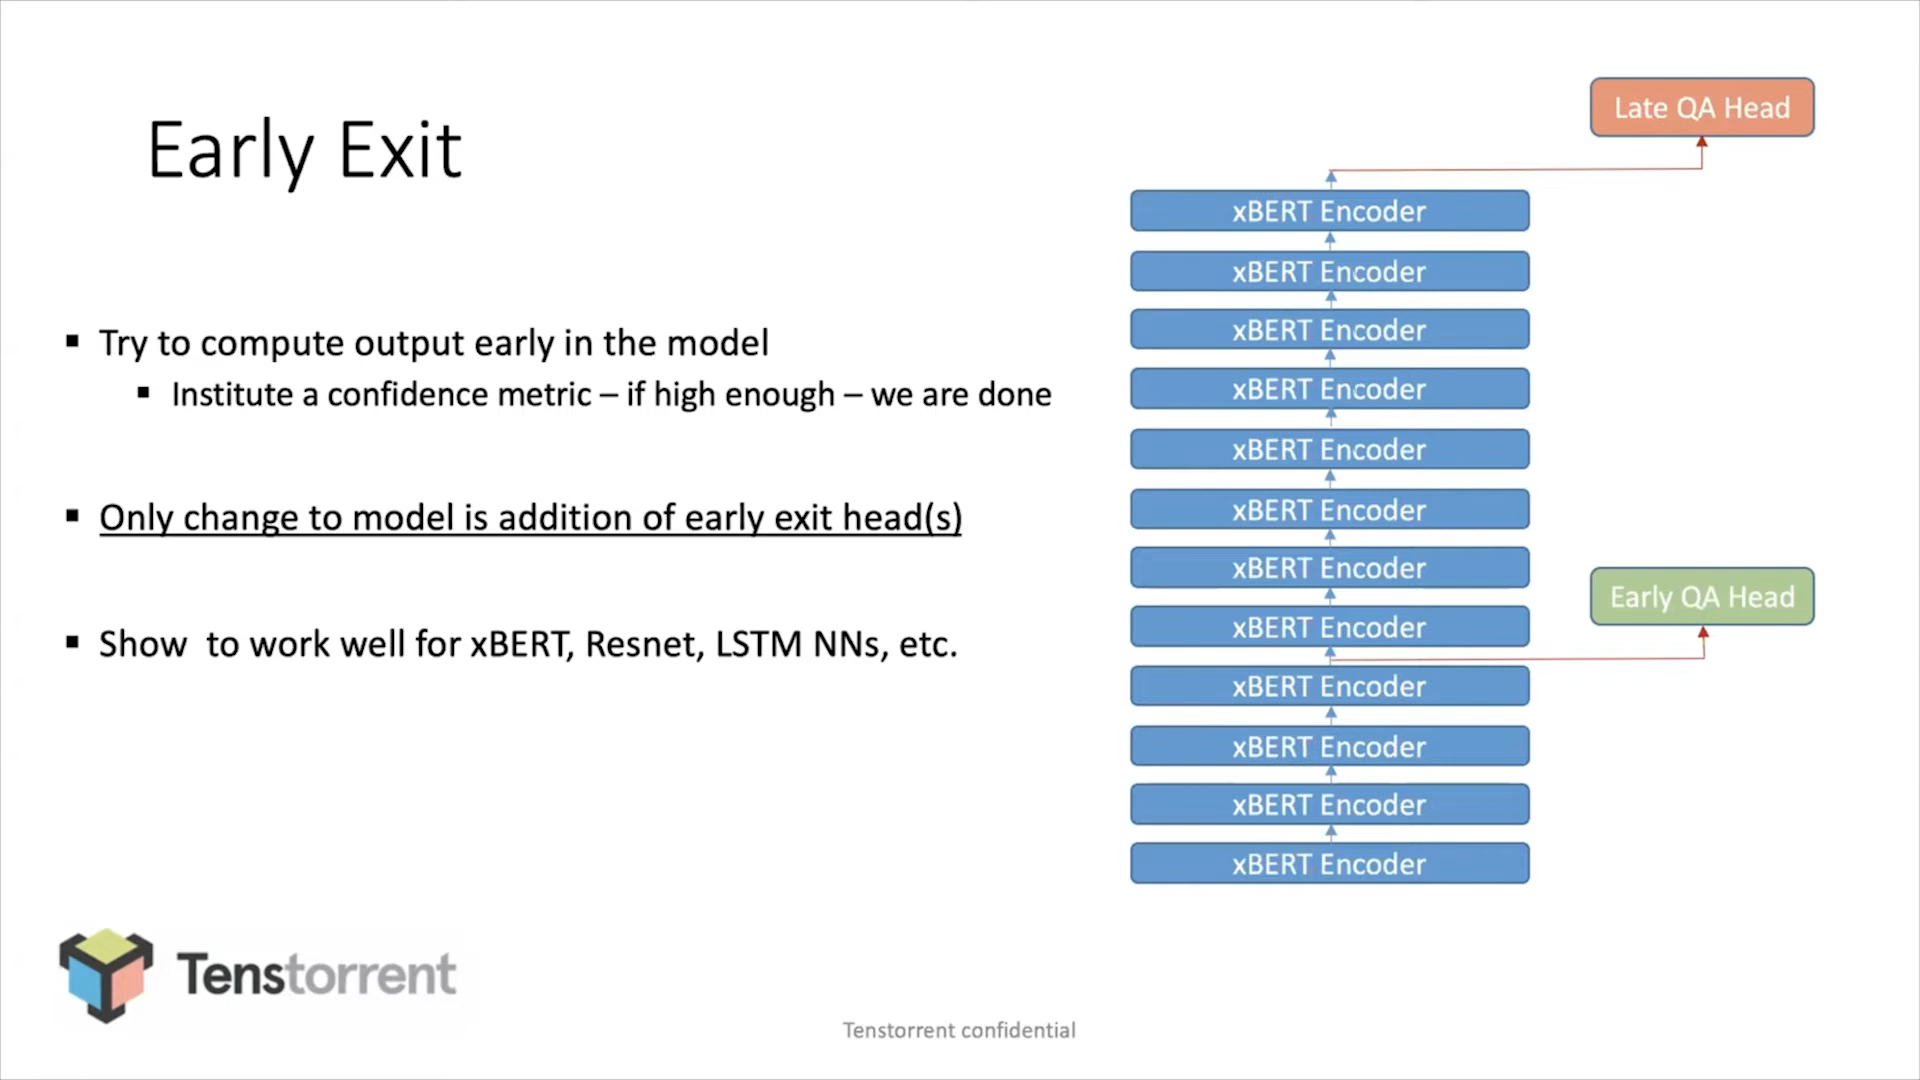 Early Exit
▪ Try to compute output early in the model
▪ Institute a confidence metric – if high enough – we are done
▪ Only change to model is addition of early exit head(s)
▪ Show  to work well for xBERT, Resnet, LSTM NNs, etc.
Late QA Head
xBERT Encoder
xBERT Encoder
xBERT Encoder
xBERT Encoder
xBERT Encoder
xBERT Encoder
xBERT Encoder
Early QA Head
xBERT Encoder
xBERT Encoder
xBERT Encoder
xBERT Encoder
xBERT Encoder
Tenstorrent
Tenstorrent confidential